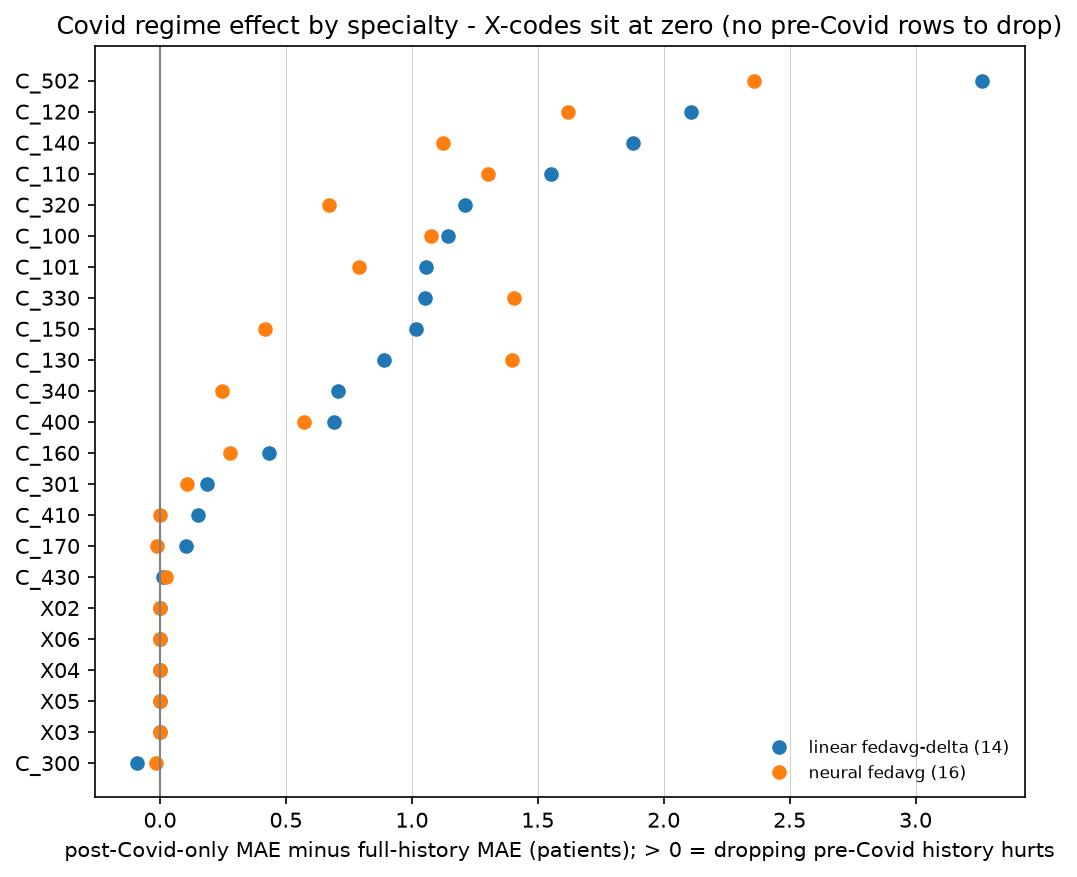 Covid regime effect by specialty - X-codes sit at zero (no pre-Covid rows to drop)
C_502
C_120
C_140
C_110
C_320
C_100
C_101
C_330
C_150
C_130
C_340
C_400
C_160
C_301
C_410
C_170
C_430
X02
X06
X04
X05
X03
C_300
linear fedavg-delta (14)
neural fedavg (16)
0.0 0.5 1.0 1.5 2.0 2.5 3.0
post-Covid-only MAE minus full-history MAE (patients); > 0 = dropping pre-Covid history hurts